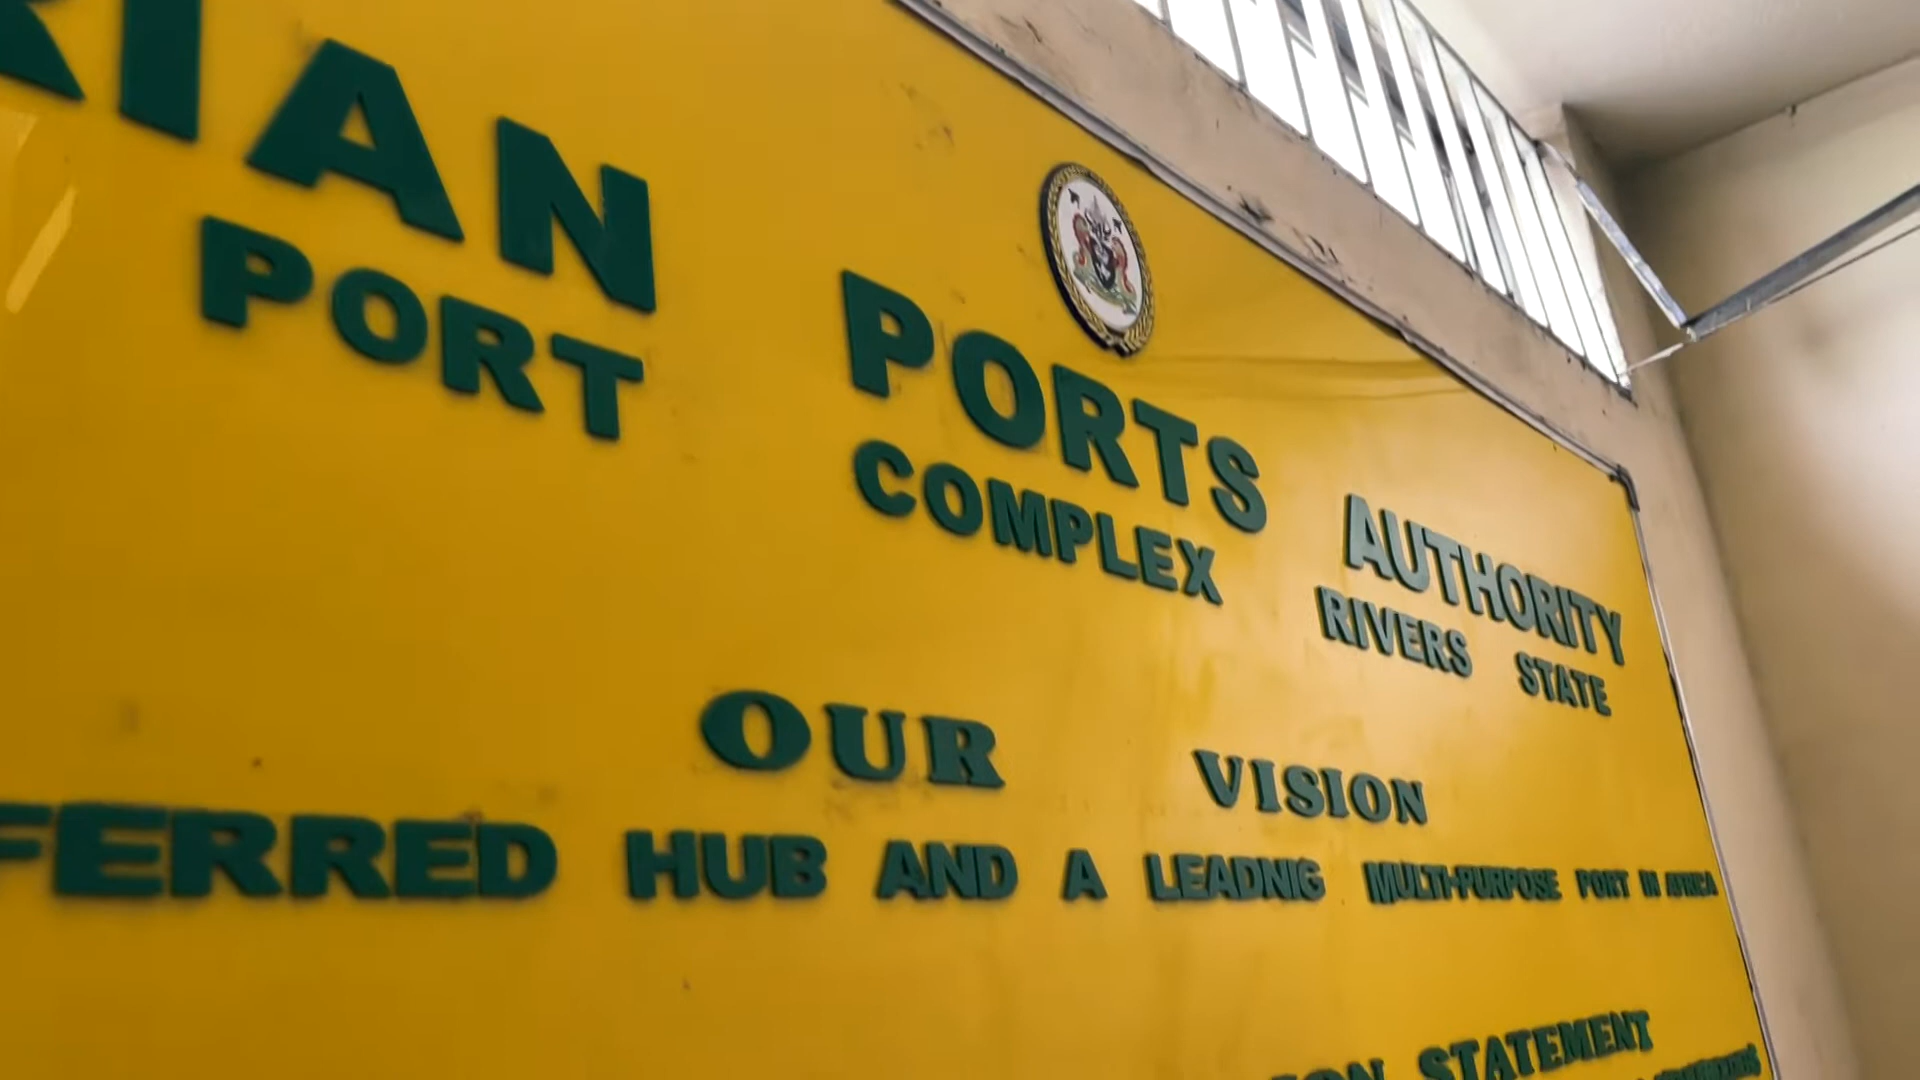 RIAN PORTS AUTHORITY
PORT COMPLEX RIVERS STATE
OUR VISION
FERRED HUB AND A LEADNIG MULTI-PURPOSE PORT IN AFRICA
ON STATEMENT